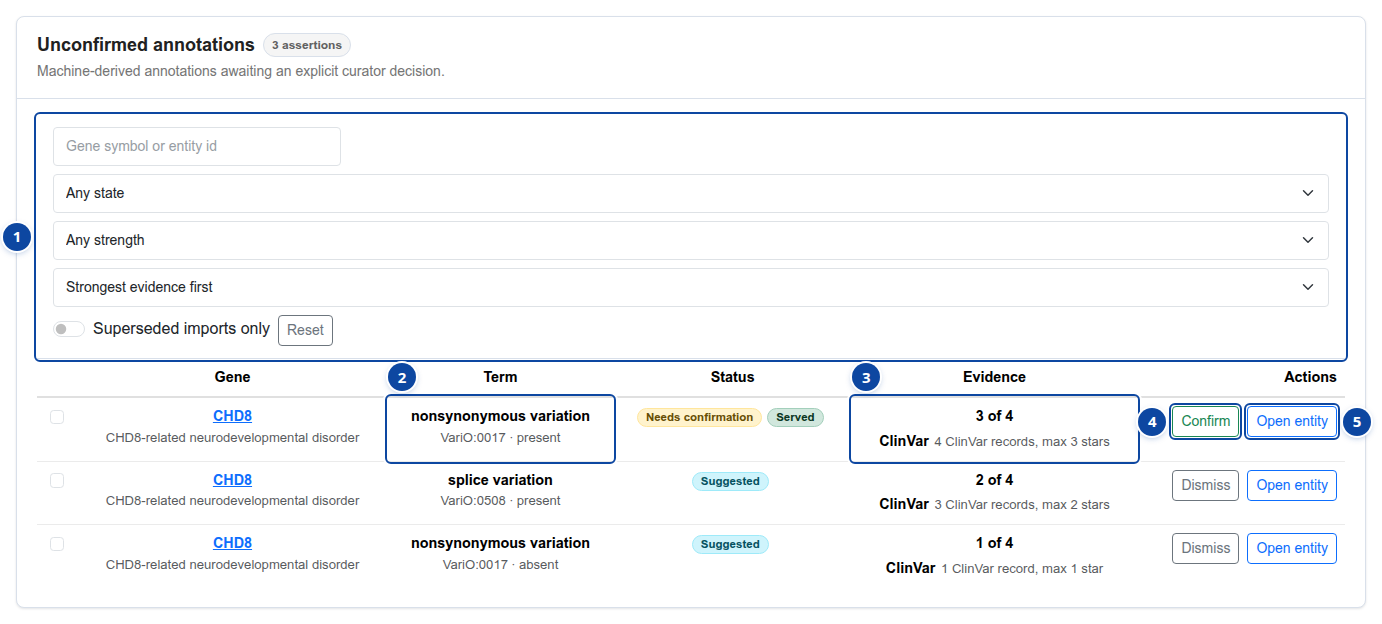 Unconfirmed annotations 3 assertions
Machine-derived annotations awaiting an explicit curator decision.
Gene symbol or entity id
Any state
1
Any strength
Strongest evidence first
Superseded imports only Reset
Gene 2 Term Status 3 Evidence Actions
CHD8 nonsynonymous variation Needs confirmation Served 3 of 4 4 Confirm Open entity 5
CHD8-related neurodevelopmental disorder VariO:0017 · present ClinVar 4 ClinVar records, max 3 stars
CHD8 splice variation Suggested 2 of 4 Dismiss Open entity
CHD8-related neurodevelopmental disorder VariO:0508 · present ClinVar 3 ClinVar records, max 2 stars
CHD8 nonsynonymous variation Suggested 1 of 4 Dismiss Open entity
CHD8-related neurodevelopmental disorder VariO:0017 · absent ClinVar 1 ClinVar record, max 1 star